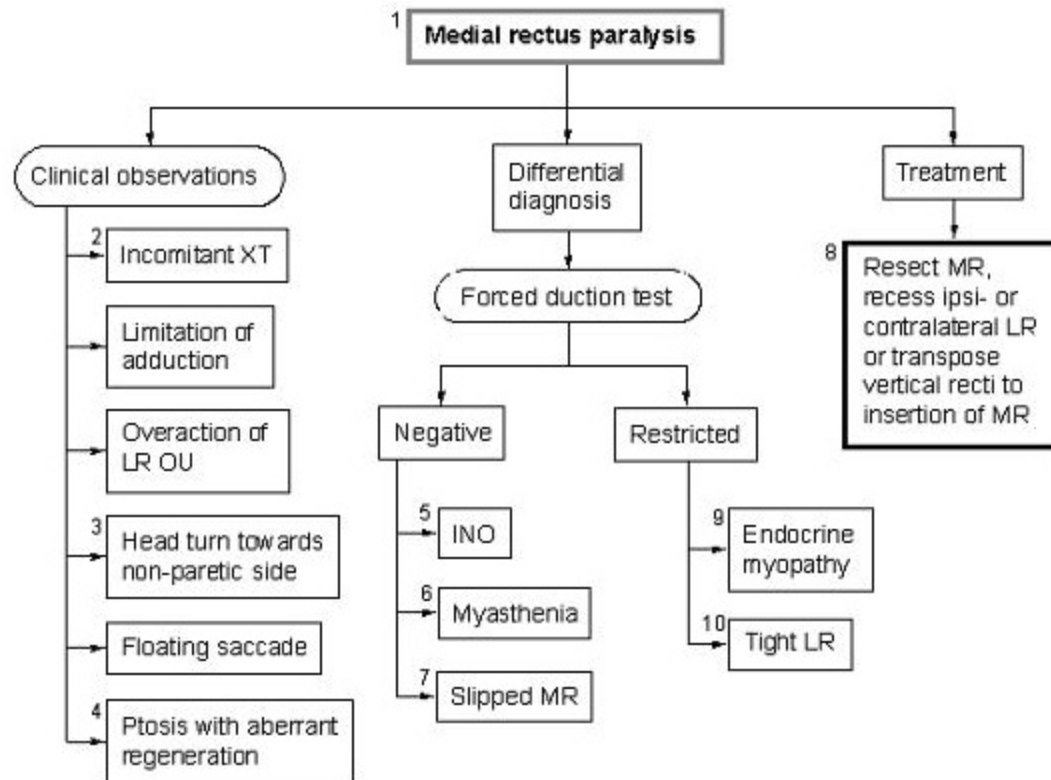 1
Medial rectus paralysis
Clinical observations
2
Incomitant XT
Limitation of
adduction
Overaction of
LR OU
3
Head turn towards
non-paretic side
Floating saccade
4
Ptosis with aberrant
regeneration
Differential
diagnosis
Forced duction test
Negative
5
INO
6
Myasthenia
7
Slipped MR
Restricted
9
Endocrine
myopathy
10
Tight LR
Treatment
8
Resect MR,
recess ipsi- or
contralateral LR
or transpose
vertical recti to
insertion of MR